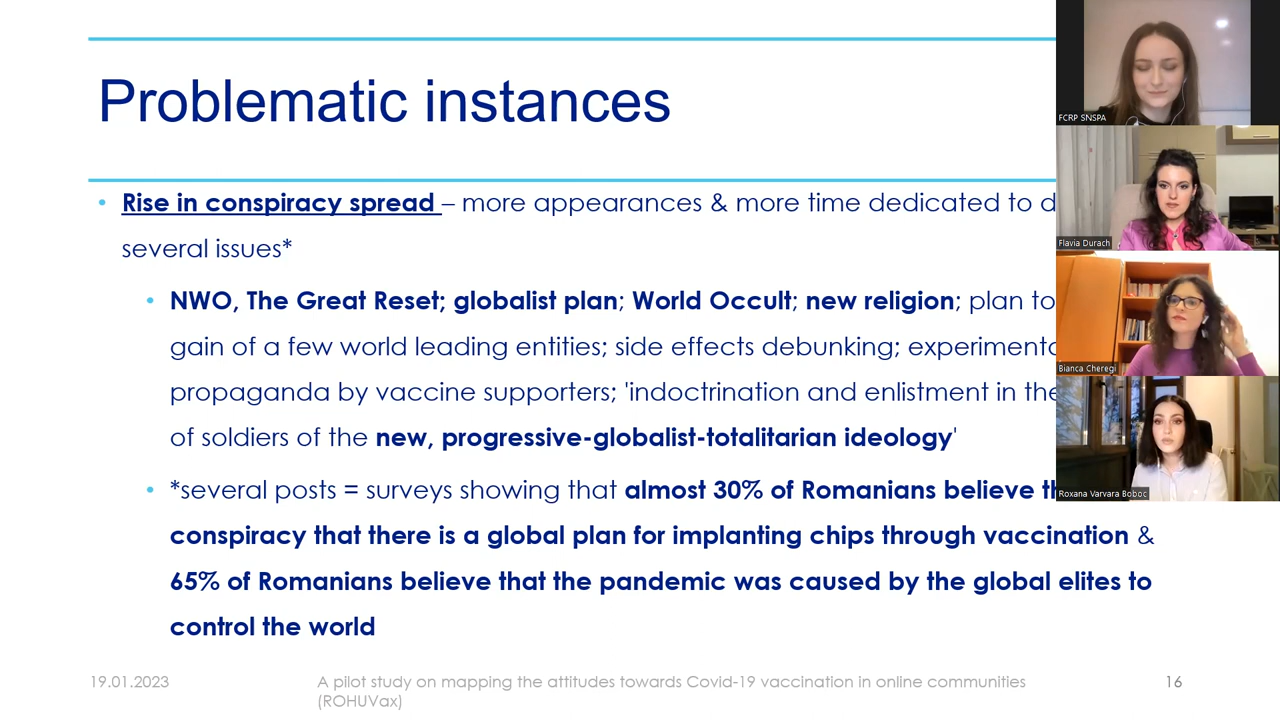 Problematic instances
• Rise in conspiracy spread – more appearances & more time dedicated to
several issues*
• NWO, The Great Reset; globalist plan; World Occult; new religion; plan to
gain of a few world leading entities; side effects debunking;
propaganda by vaccine supporters; 'indoctrination and enlistment in the
of soldiers of the new, progressive-globalist-totalitarian ideology'
• *several posts = surveys showing that almost 30% of Romanians believe
conspiracy that there is a global plan for implanting chips through vaccination &
65% of Romanians believe that the pandemic was caused by the global elites to
control the world
19.01.2023
A pilot study on mapping the attitudes towards Covid-19 vaccination in online communities
(ROHUVax)
16
FCRP SNSPA
Flavia Durach
Bianca Cheregi
Roxana Varvara Boboc